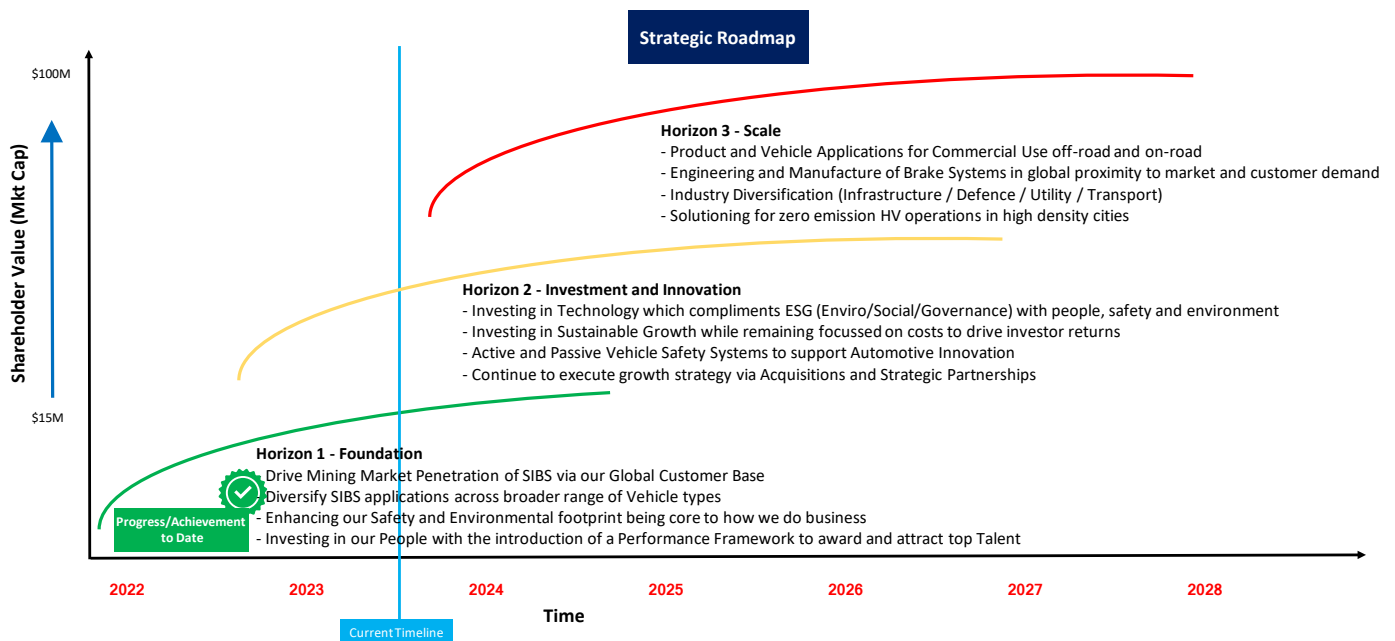 Strategic Roadmap
$100M
Shareholder Value (Mkt Cap)
$15M
Horizon 3 - Scale
- Product and Vehicle Applications for Commercial Use off-road and on-road
- Engineering and Manufacture of Brake Systems in global proximity to market and customer demand
- Industry Diversification (Infrastructure / Defence / Utility / Transport)
- Solutioning for zero emission HV operations in high density cities
Horizon 2 - Investment and Innovation
- Investing in Technology which compliments ESG (Enviro/Social/Governance) with people, safety and environment
- Investing in Sustainable Growth while remaining focussed on costs to drive investor returns
- Active and Passive Vehicle Safety Systems to support Automotive Innovation
- Continue to execute growth strategy via Acquisitions and Strategic Partnerships
Horizon 1 - Foundation
- Drive Mining Market Penetration of SIBS via our Global Customer Base
- Diversify SIBS applications across broader range of Vehicle types
- Enhancing our Safety and Environmental footprint being core to how we do business
- Investing in our People with the introduction of a Performance Framework to award and attract top Talent
Progress/Achievement
to Date
2022 2023 2024 2025 2026 2027 2028
Time
Current Timeline